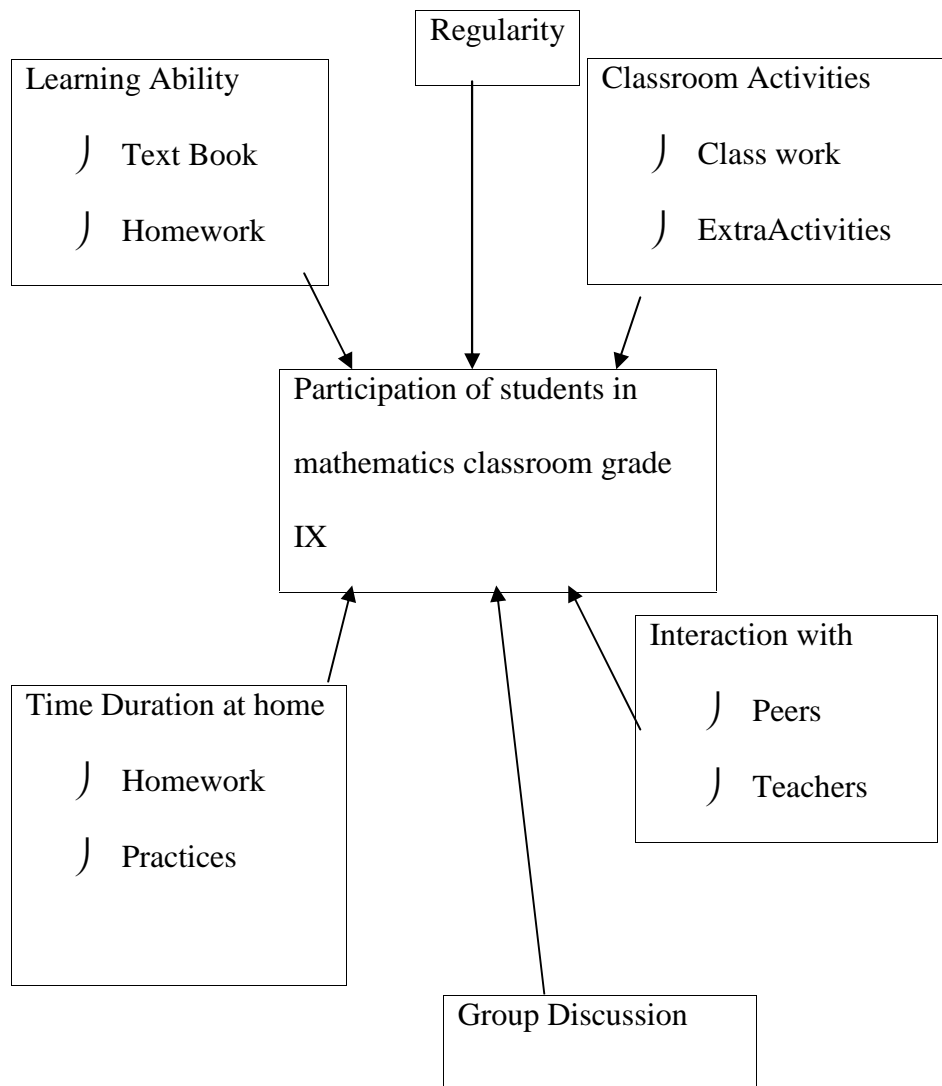 Regularity
Learning Ability
⌡ Text Book
⌡ Homework
Classroom Activities
⌡ Class work
⌡ ExtraActivities
Participation of students in
mathematics classroom grade
IX
Interaction with
⌡ Peers
⌡ Teachers
Time Duration at home
⌡ Homework
⌡ Practices
Group Discussion